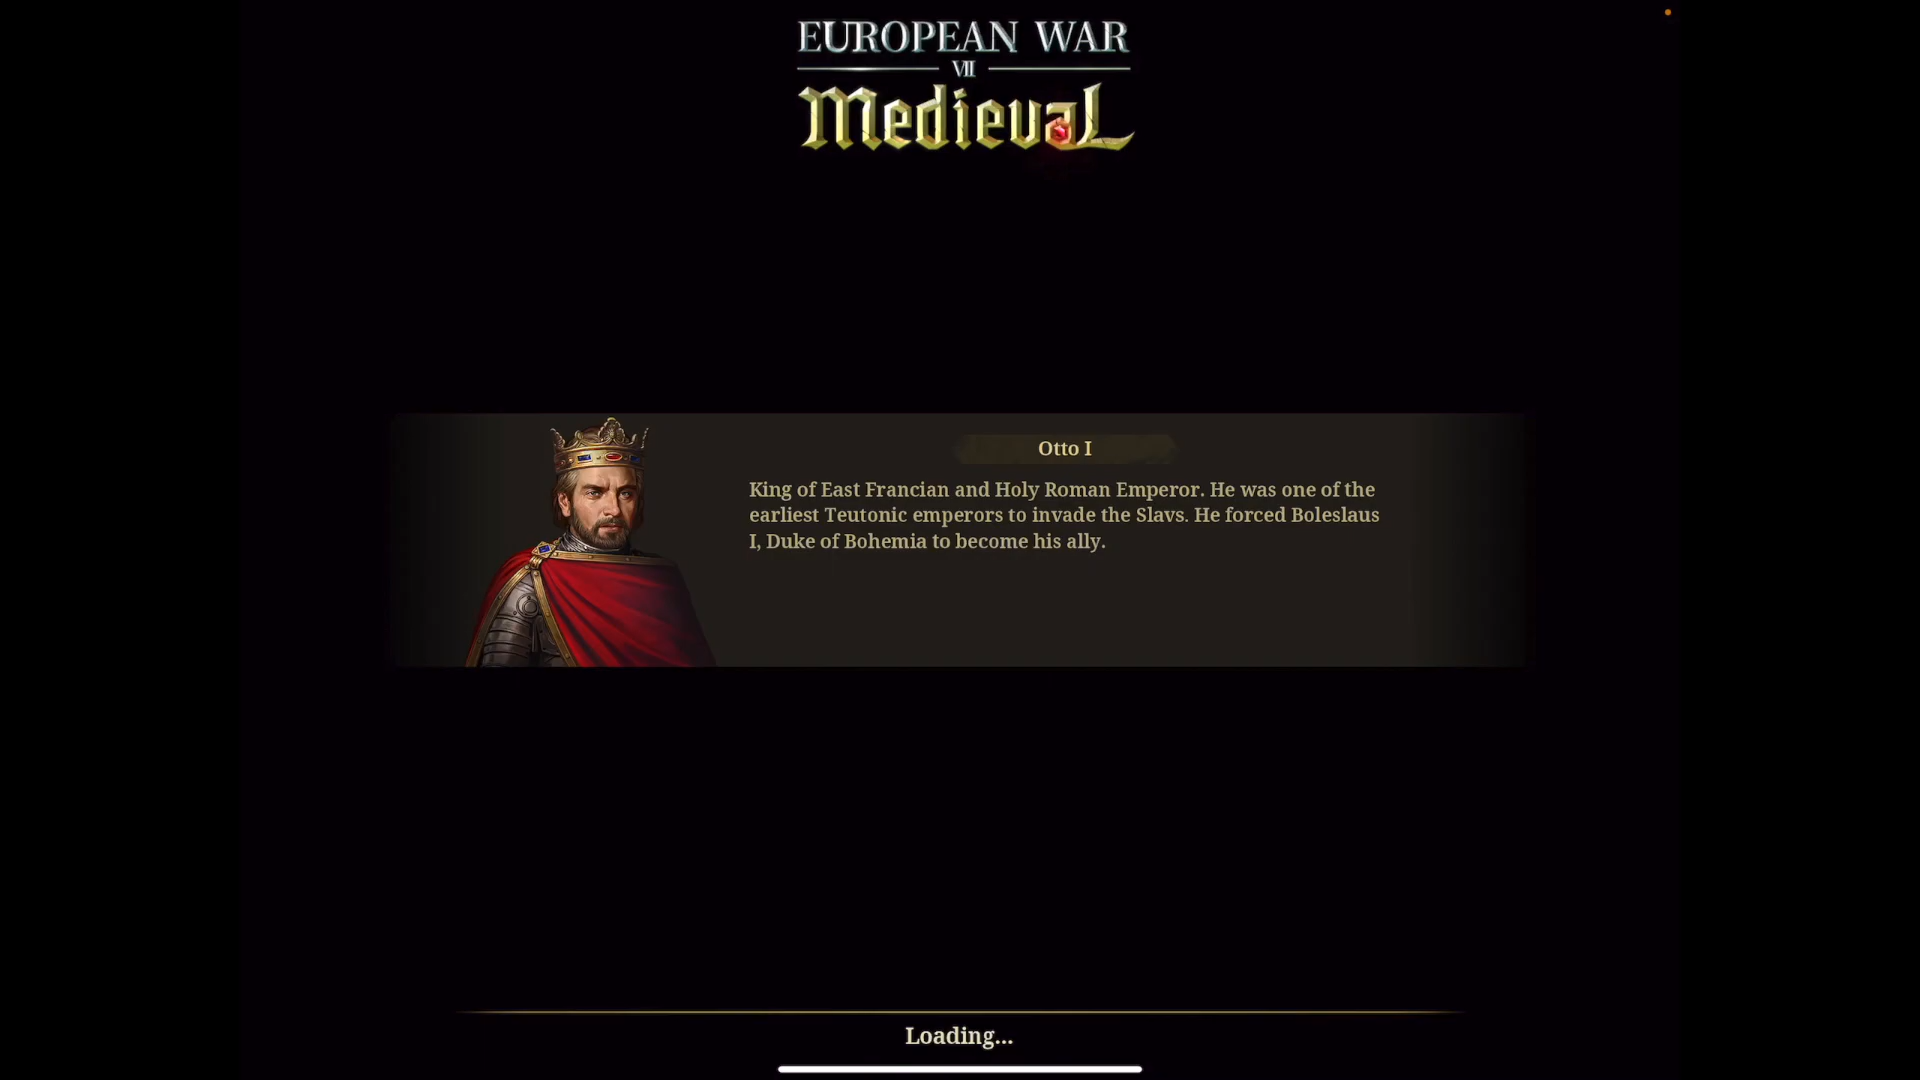 EUROPEAN WAR
VII
Medieval
Otto I
King of East Francian and Holy Roman Emperor. He was one of the
earliest Teutonic emperors to invade the Slavs. He forced Boleslaus
I, Duke of Bohemia to become his ally.
Loading...